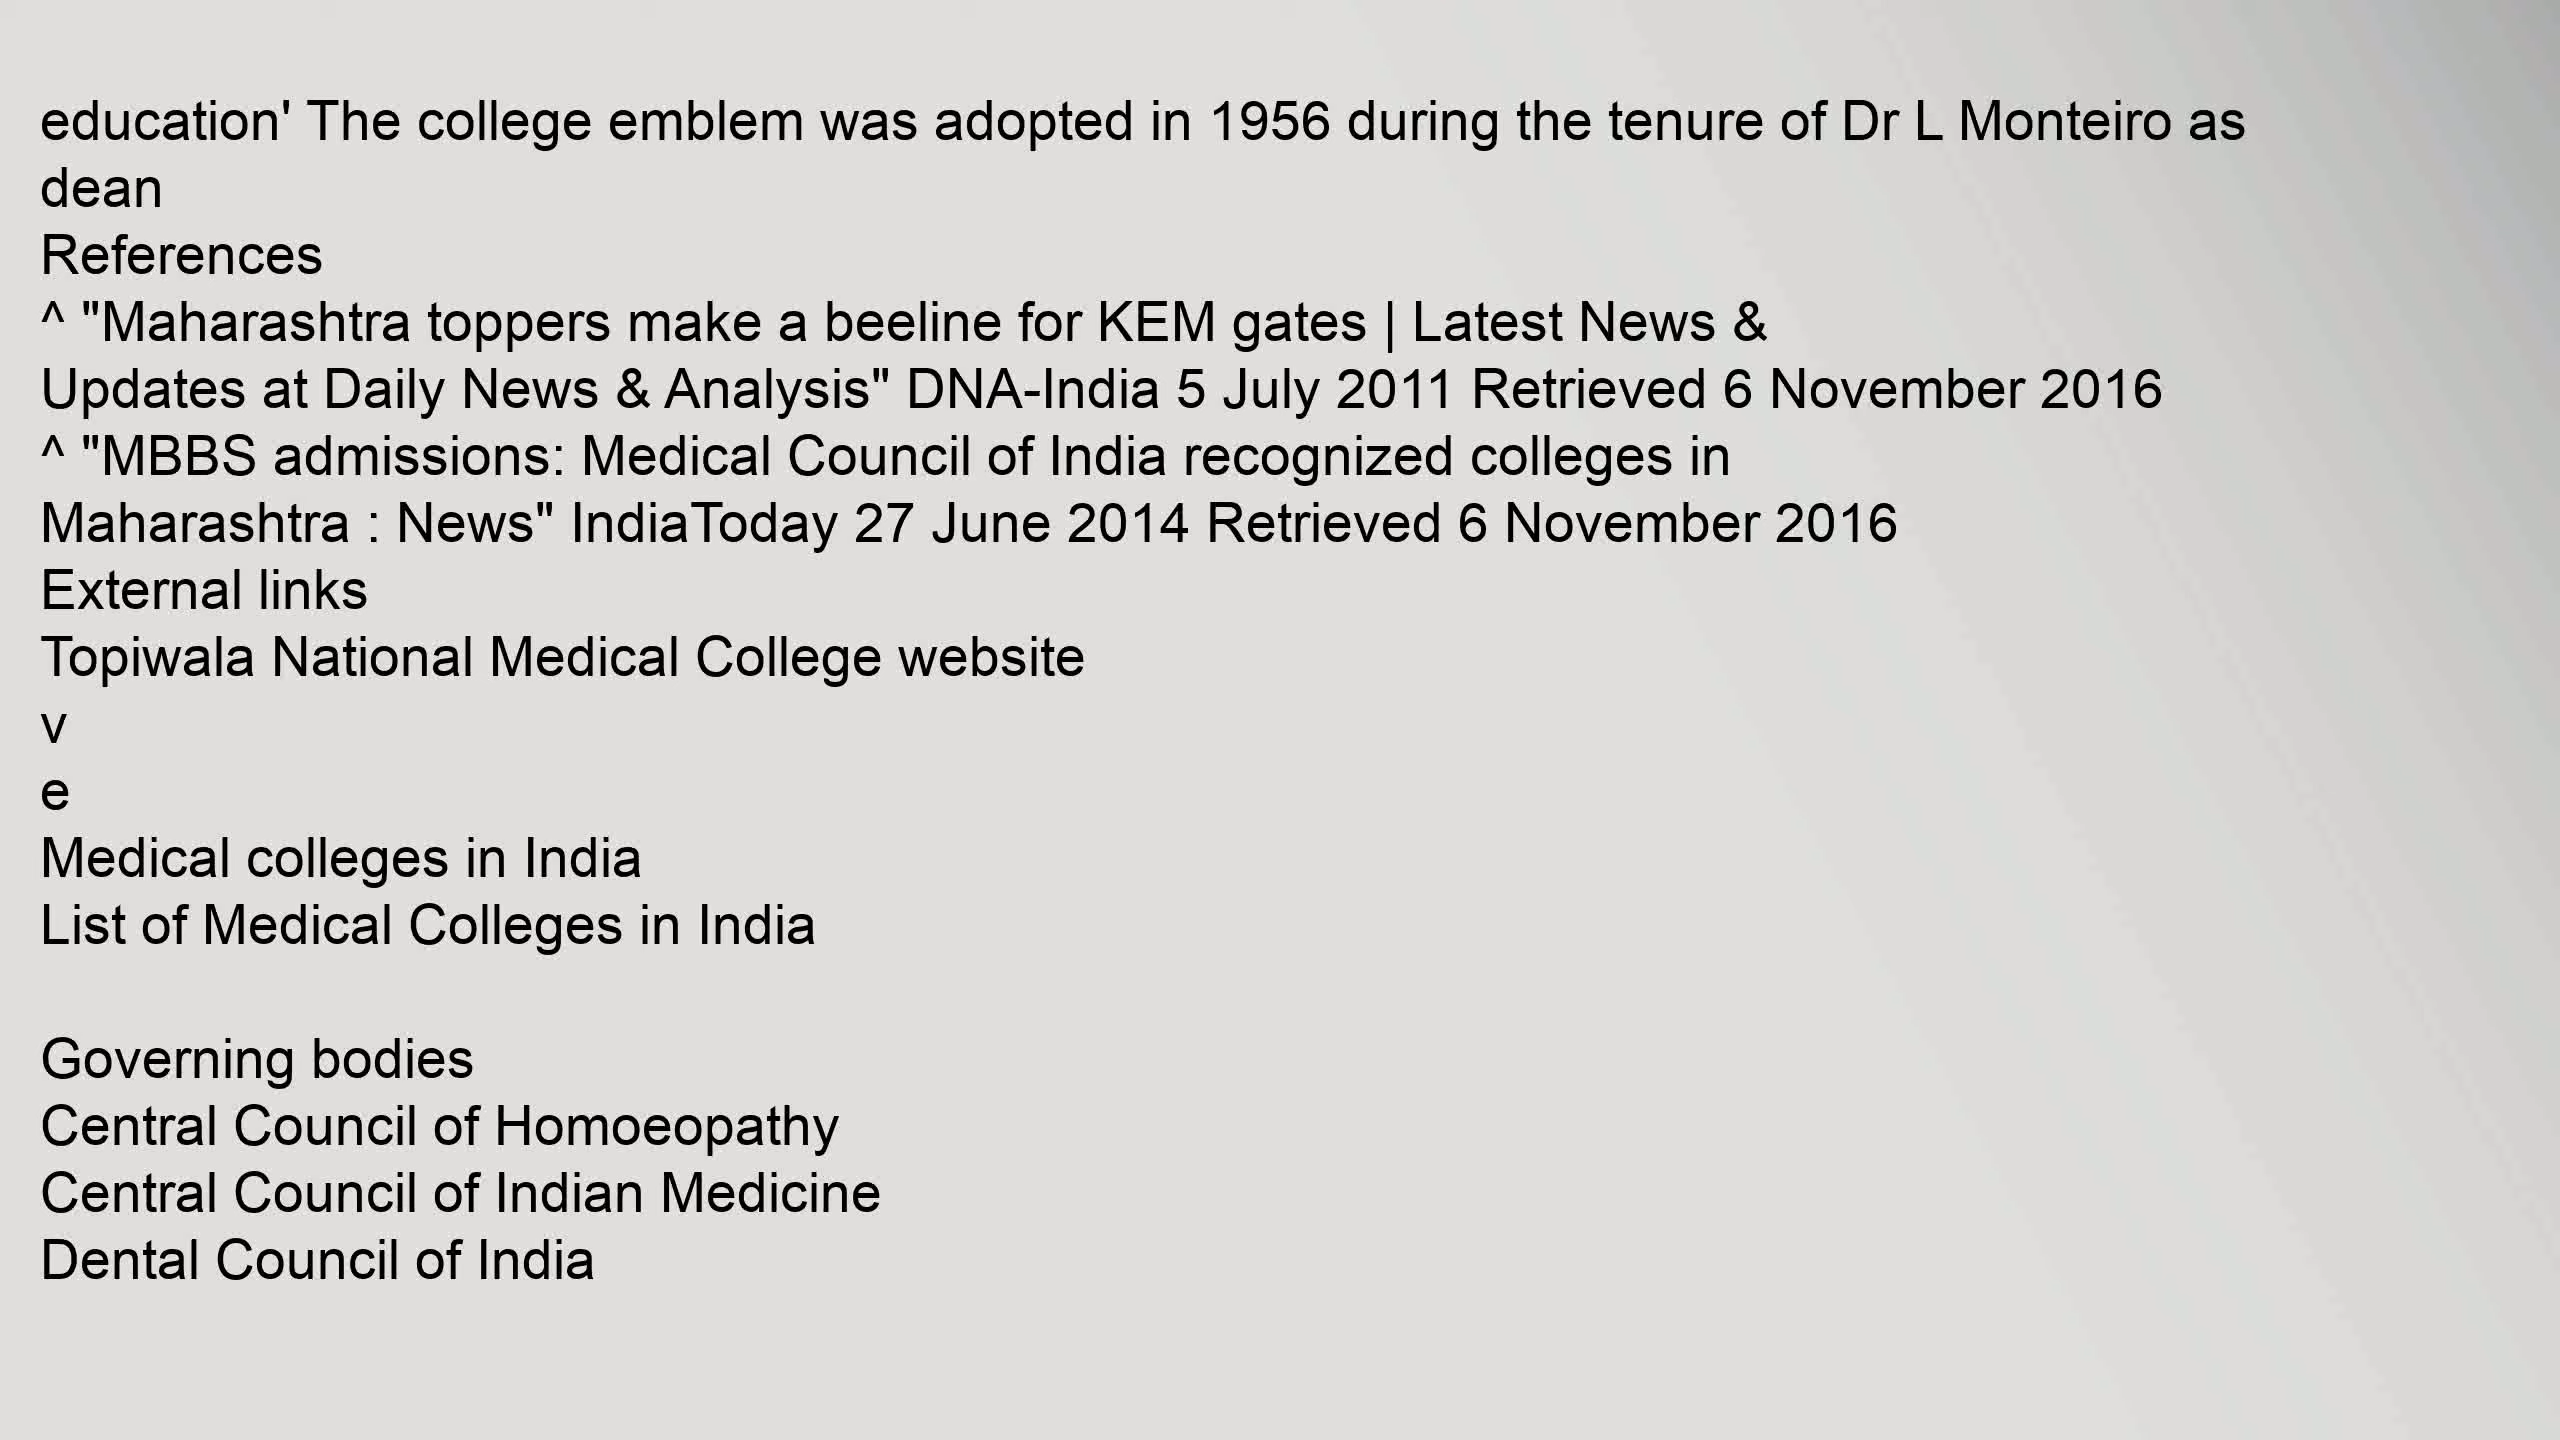 education' The college emblem was adopted in 1956 during the tenure of Dr L Monteiro as
dean
References
^ "Maharashtra toppers make a beeline for KEM gates | Latest News &
Updates at Daily News & Analysis" DNA-India 5 July 2011 Retrieved 6 November 2016
^ "MBBS admissions: Medical Council of India recognized colleges in
Maharashtra : News" IndiaToday 27 June 2014 Retrieved 6 November 2016
External links
Topiwala National Medical College website
v
e
Medical colleges in India
List of Medical Colleges in India

Governing bodies
Central Council of Homoeopathy
Central Council of Indian Medicine
Dental Council of India